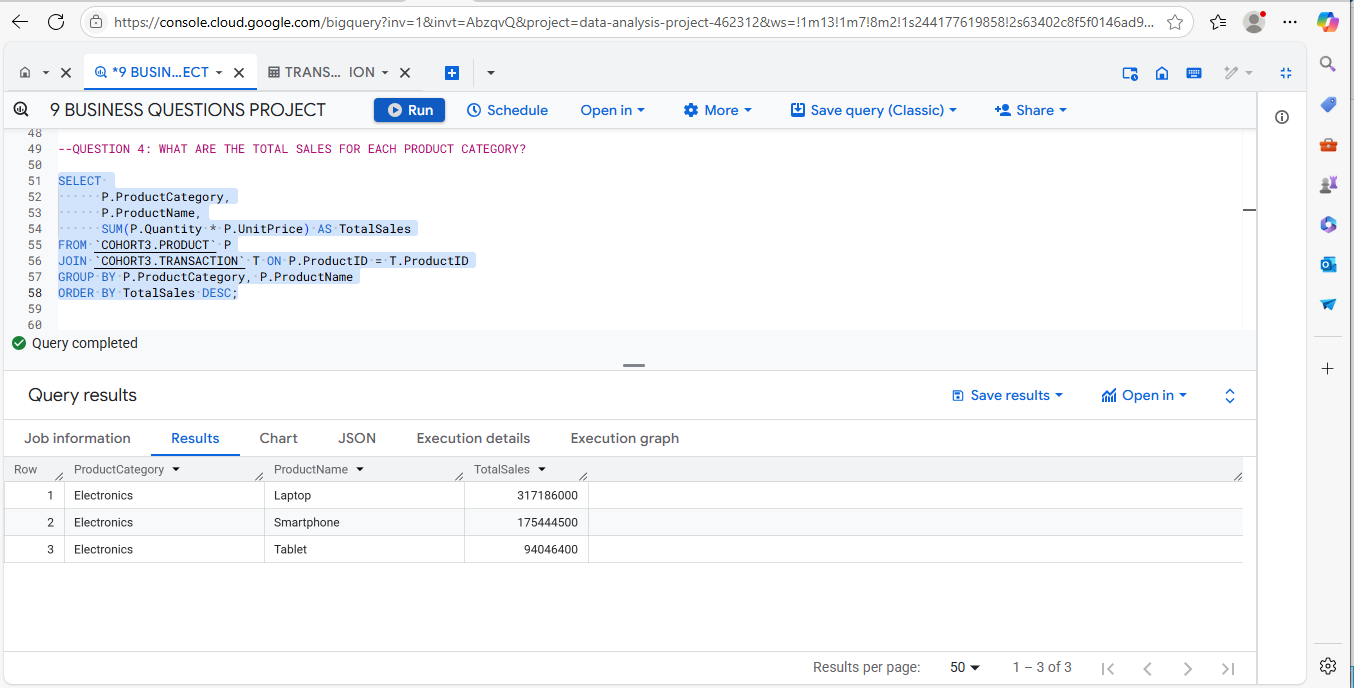 https://console.cloud.google.com/bigquery?inv=1&invt=AbzqvQ&project=data-analysis-project-462312&ws=!1m13!1m7!8m2!1s244177619858!2s63402c8f5f0146ad9...
*9 BUSIN...ECT
TRANS... ION
9 BUSINESS QUESTIONS PROJECT
Run
Schedule
Open in
More
Save query (Classic)
Share
48
49 --QUESTION 4: WHAT ARE THE TOTAL SALES FOR EACH PRODUCT CATEGORY?
50
51 SELECT
52 P.ProductCategory,
53 P.ProductName,
54 SUM(P.Quantity * P.UnitPrice) AS TotalSales
55 FROM `COHORT3.PRODUCT` P
56 JOIN `COHORT3.TRANSACTION` T ON P.ProductID = T.ProductID
57 GROUP BY P.ProductCategory, P.ProductName
58 ORDER BY TotalSales DESC;
59
60
Query completed
Query results
Save results
Open in
Job information
Results
Chart
JSON
Execution details
Execution graph
Row ProductCategory ProductName TotalSales
1 Electronics Laptop 317186000
2 Electronics Smartphone 175444500
3 Electronics Tablet 94046400
Results per page: 50 1 – 3 of 3